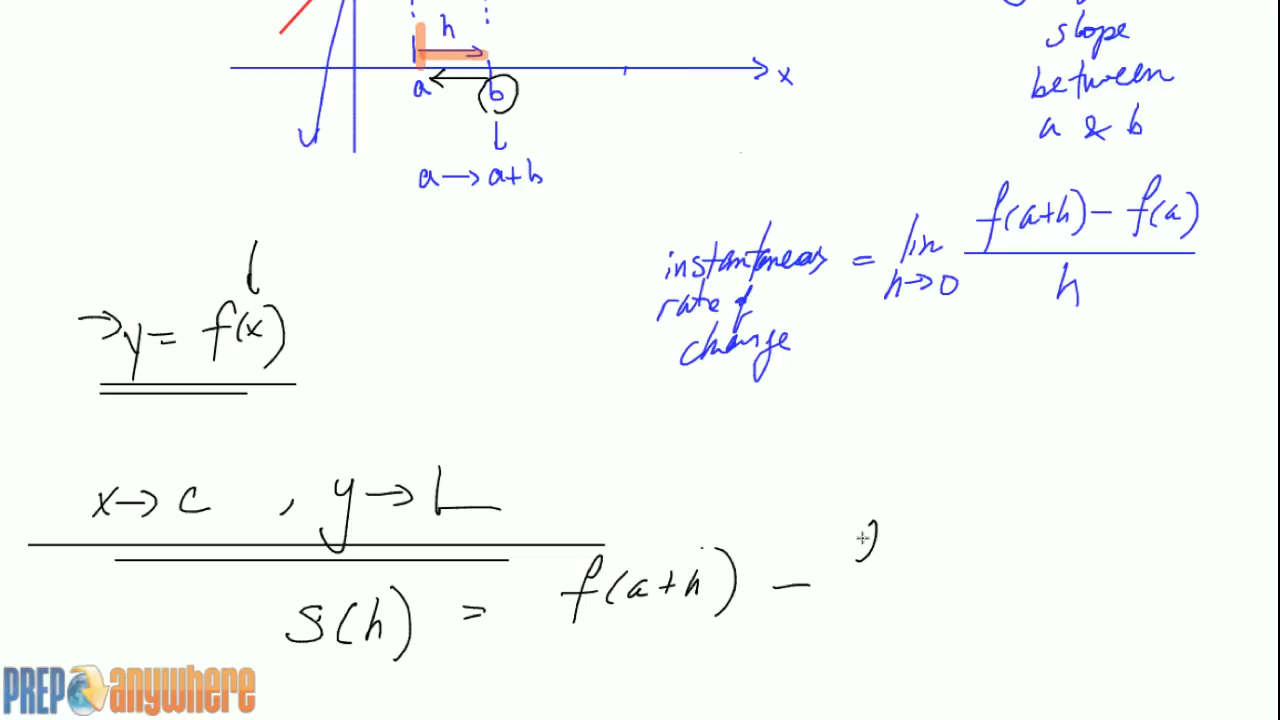 slope
between
a & b
h
x
a
b
a → a+h
instantaneous rate of change = lim h→0 f(a+h) − f(a) / h
→ y = f(x)
x → c , y → L
S(h) = f(a+h) −
PREP anywhere